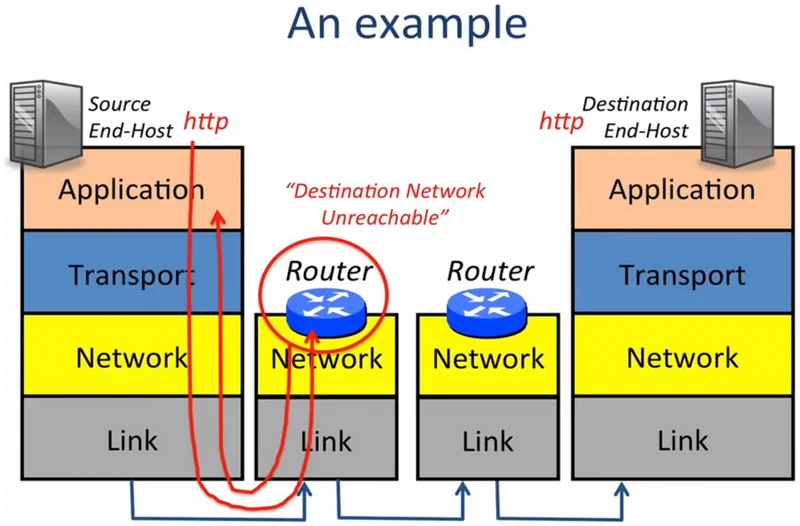 An example
Source
End-Host
http
http
Destination
End-Host
Application
"Destination Network
Unreachable"
Application
Transport
Router
Router
Transport
Network
Network
Network
Network
Link
Link
Link
Link